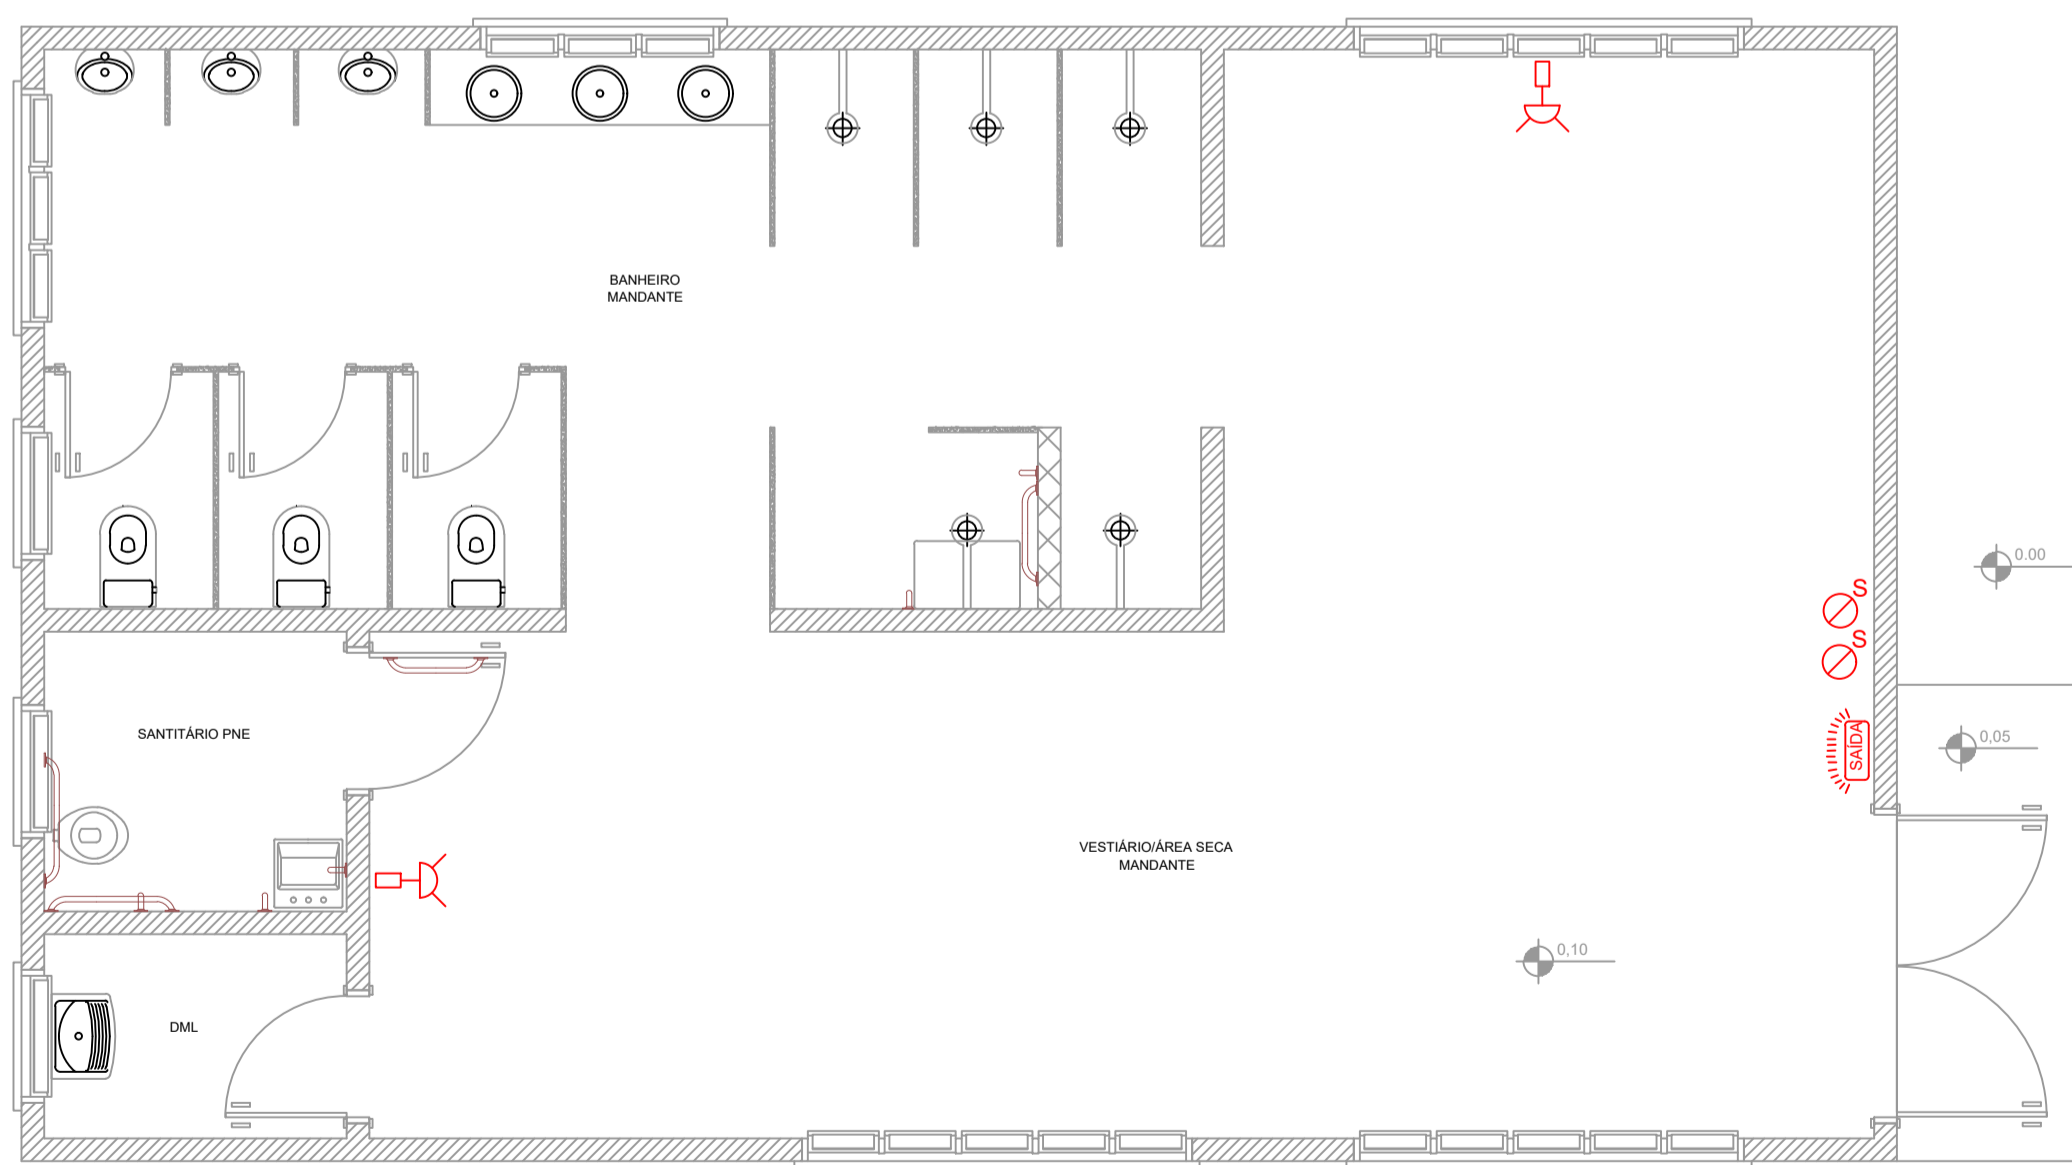 BANHEIRO
MANDANTE
0.00
S
S
SAÍDA
SANTITÁRIO PNE
0,05
VESTIÁRIO/ÁREA SECA
MANDANTE
0,10
DML